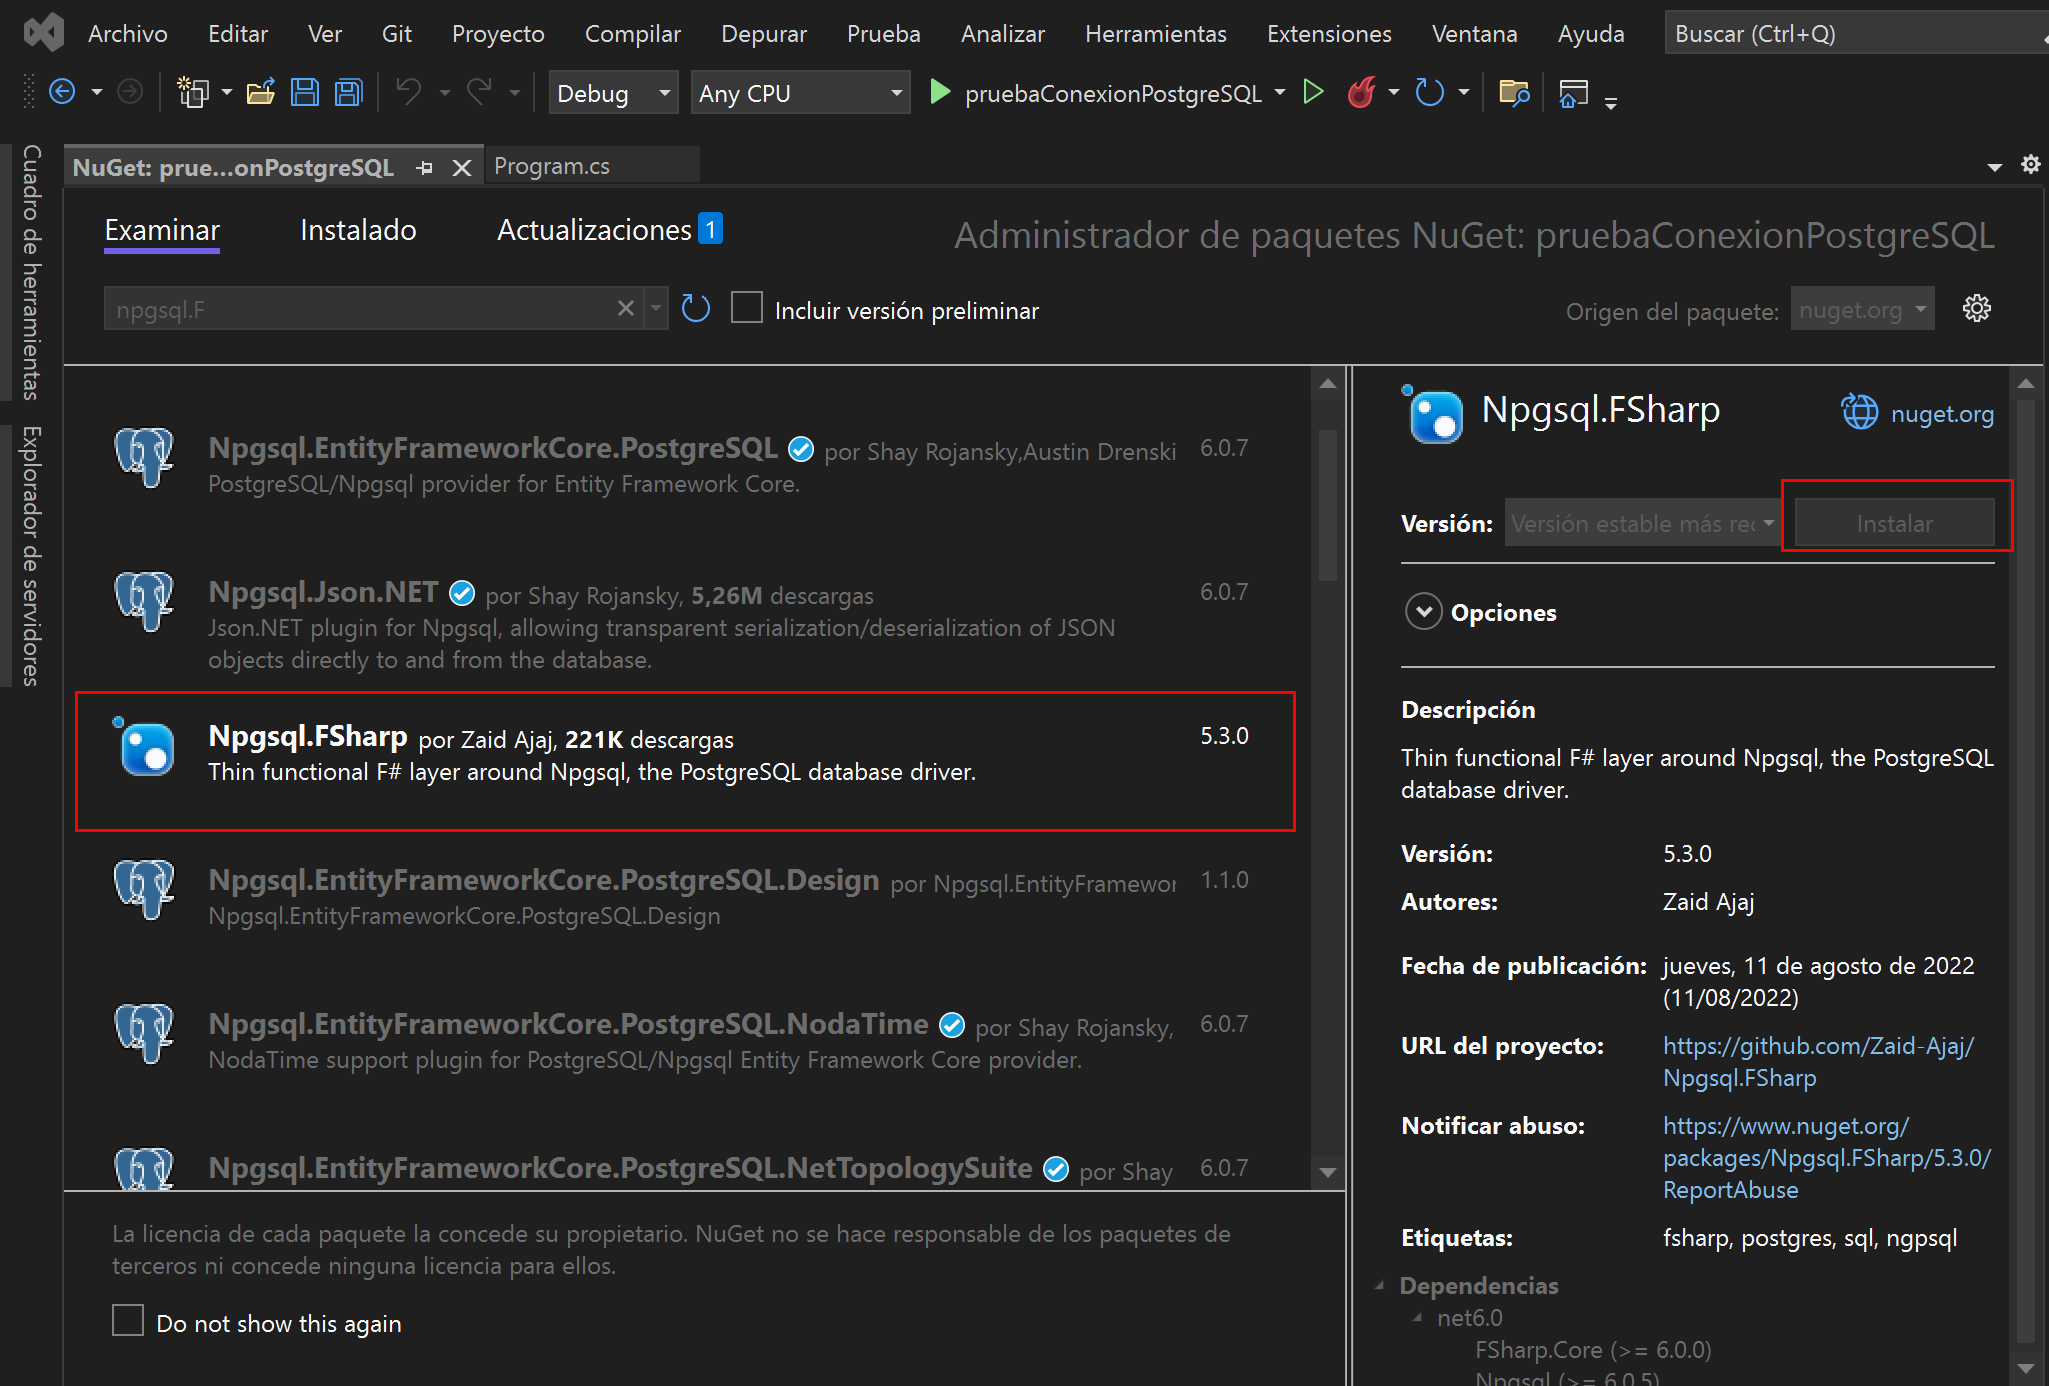 Archivo Editar Ver Git Proyecto Compilar Depurar Prueba Analizar Herramientas Extensiones Ventana Ayuda Buscar (Ctrl+Q)
Debug Any CPU pruebaConexionPostgreSQL
Cuadro de herramientas
Explorador de servidores
NuGet: prue...onPostgreSQL Program.cs
Examinar Instalado Actualizaciones 1
Administrador de paquetes NuGet: pruebaConexionPostgreSQL
npgsql.F
Incluir versión preliminar
Origen del paquete: nuget.org
Npgsql.EntityFrameworkCore.PostgreSQL por Shay Rojansky,Austin Drenski 6.0.7
PostgreSQL/Npgsql provider for Entity Framework Core.
Npgsql.Json.NET por Shay Rojansky, 5,26M descargas 6.0.7
Json.NET plugin for Npgsql, allowing transparent serialization/deserialization of JSON
objects directly to and from the database.
Npgsql.FSharp por Zaid Ajaj, 221K descargas 5.3.0
Thin functional F# layer around Npgsql, the PostgreSQL database driver.
Npgsql.EntityFrameworkCore.PostgreSQL.Design por Npgsql.EntityFramewor 1.1.0
Npgsql.EntityFrameworkCore.PostgreSQL.Design
Npgsql.EntityFrameworkCore.PostgreSQL.NodaTime por Shay Rojansky, 6.0.7
NodaTime support plugin for PostgreSQL/Npgsql Entity Framework Core provider.
Npgsql.EntityFrameworkCore.PostgreSQL.NetTopologySuite por Shay 6.0.7
La licencia de cada paquete la concede su propietario. NuGet no se hace responsable de los paquetes de
terceros ni concede ninguna licencia para ellos.
Do not show this again
Npgsql.FSharp nuget.org
Versión: Versión estable más rec Instalar
Opciones
Descripción
Thin functional F# layer around Npgsql, the PostgreSQL
database driver.
Versión: 5.3.0
Autores: Zaid Ajaj
Fecha de publicación: jueves, 11 de agosto de 2022
(11/08/2022)
URL del proyecto: https://github.com/Zaid-Ajaj/
Npgsql.FSharp
Notificar abuso: https://www.nuget.org/
packages/Npgsql.FSharp/5.3.0/
ReportAbuse
Etiquetas: fsharp, postgres, sql, ngpsql
Dependencias
net6.0
FSharp.Core (>= 6.0.0)
Npgsql (>= 6.0.5)